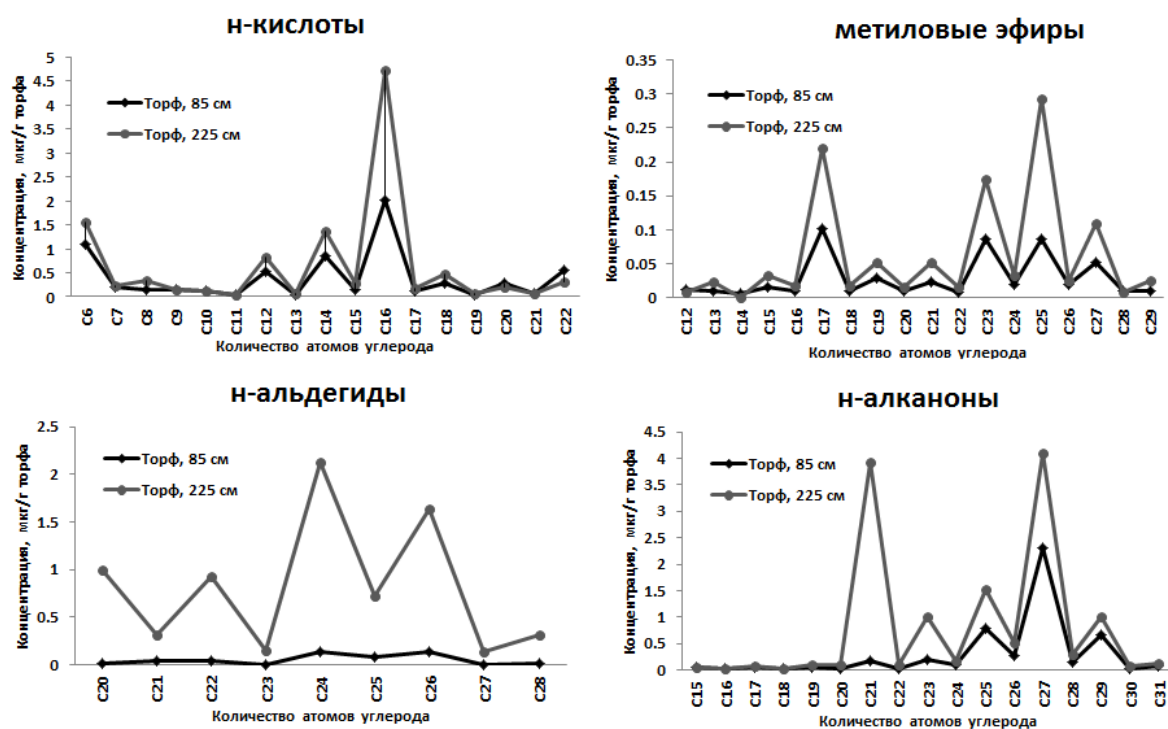 н-кислоты
Концентрация, мкг/г торфа
5
4.5
4
3.5
3
2.5
2
1.5
1
0.5
0
Торф, 85 см
Торф, 225 см
C6 C7 C8 C9 C10 C11 C12 C13 C14 C15 C16 C17 C18 C19 C20 C21 C22
Количество атомов углерода
метиловые эфиры
Концентрация, мкг/г торфа
0.35
0.3
0.25
0.2
0.15
0.1
0.05
0
Торф, 85 см
Торф, 225 см
C12 C13 C14 C15 C16 C17 C18 C19 C20 C21 C22 C23 C24 C25 C26 C27 C28 C29
Количество атомов углерода
н-альдегиды
Концентрация, мкг/г торфа
2.5
2
1.5
1
0.5
0
Торф, 85 см
Торф, 225 см
C20 C21 C22 C23 C24 C25 C26 C27 C28
Количество атомов углерода
н-алканоны
Концентрация, мкг/г торфа
4.5
4
3.5
3
2.5
2
1.5
1
0.5
0
Торф, 85 см
Торф, 225 см
C15 C16 C17 C18 C19 C20 C21 C22 C23 C24 C25 C26 C27 C28 C29 C30 C31
Количество атомов углерода